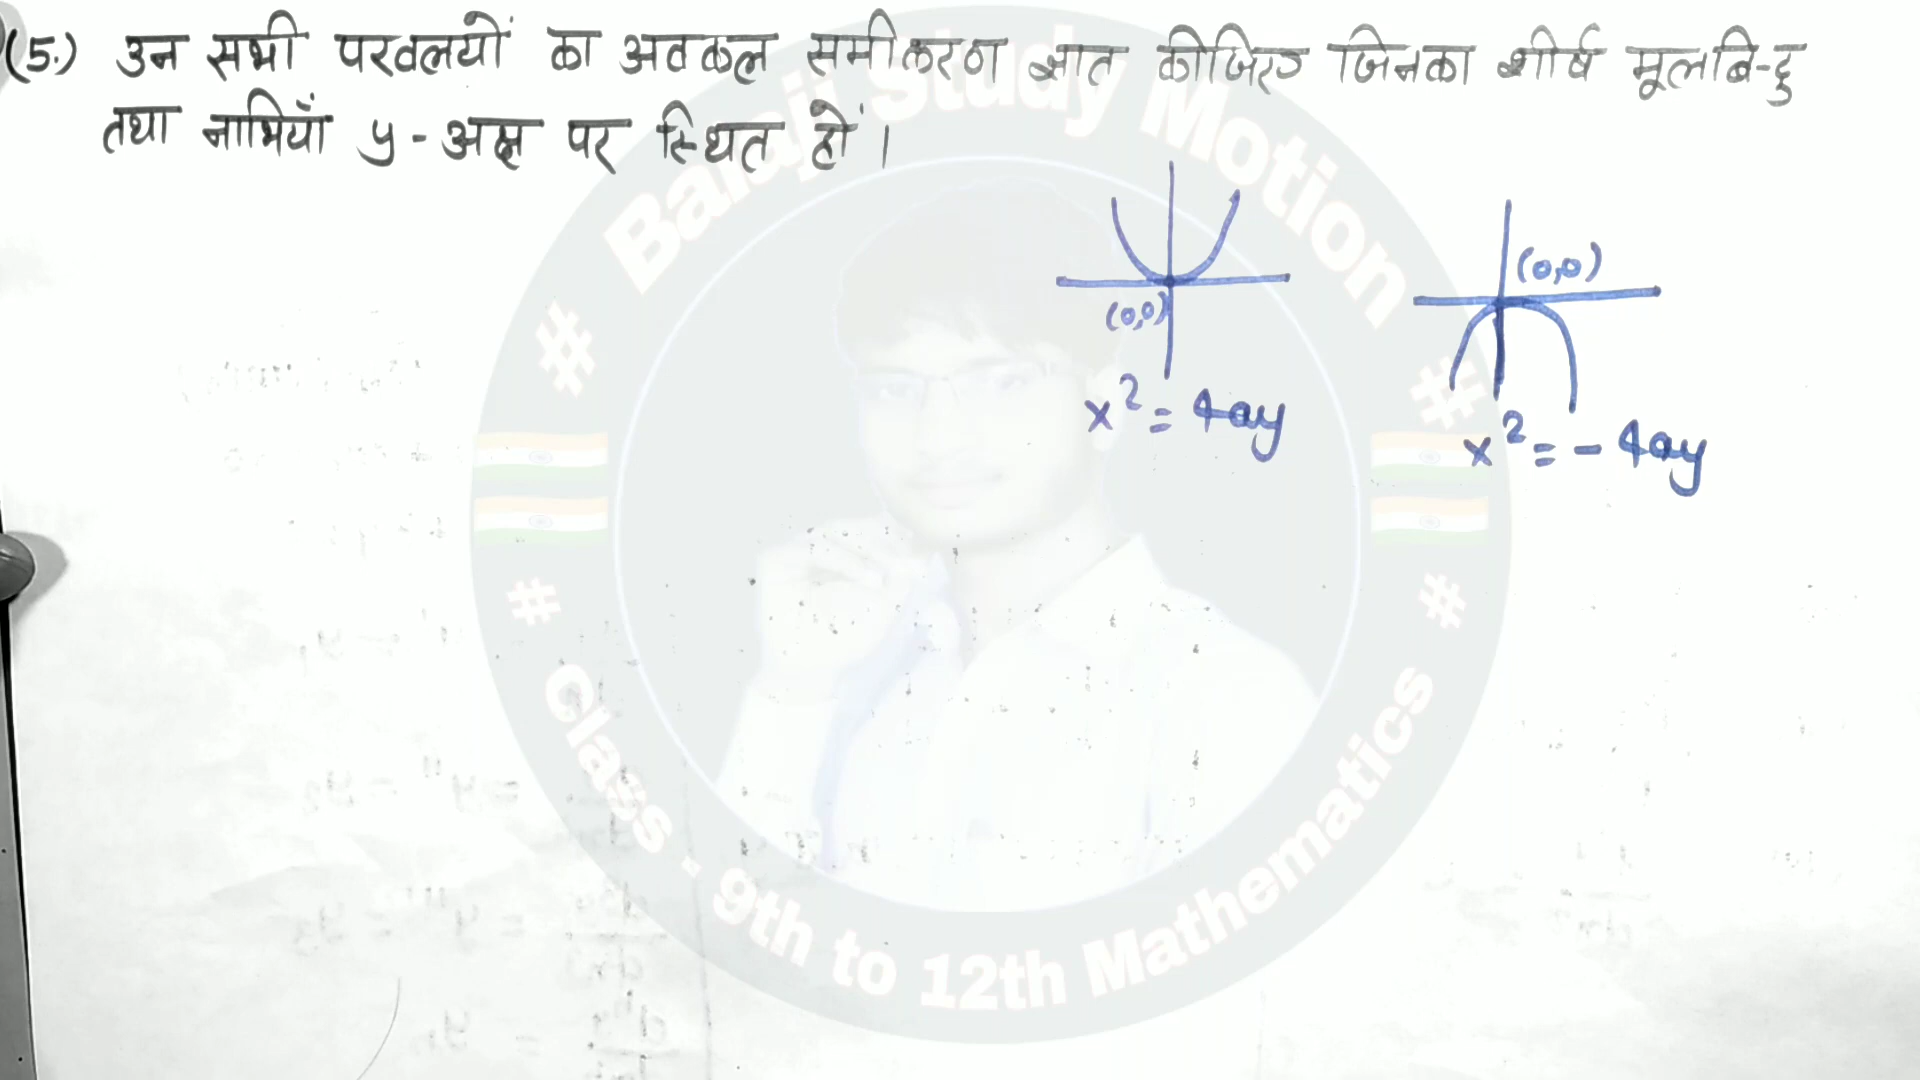 (5.) उन सभी परवलयों का अवकल समीकरण ज्ञात कीजिए जिनका शीर्ष मूलबिन्दु
तथा नाभियाँ y - अक्ष पर स्थित हों।
(0,0)
(0,0)
x² = 4ay
x² = - 4ay
# Balaji Study Motion #
# Class - 9th to 12th Mathematics #